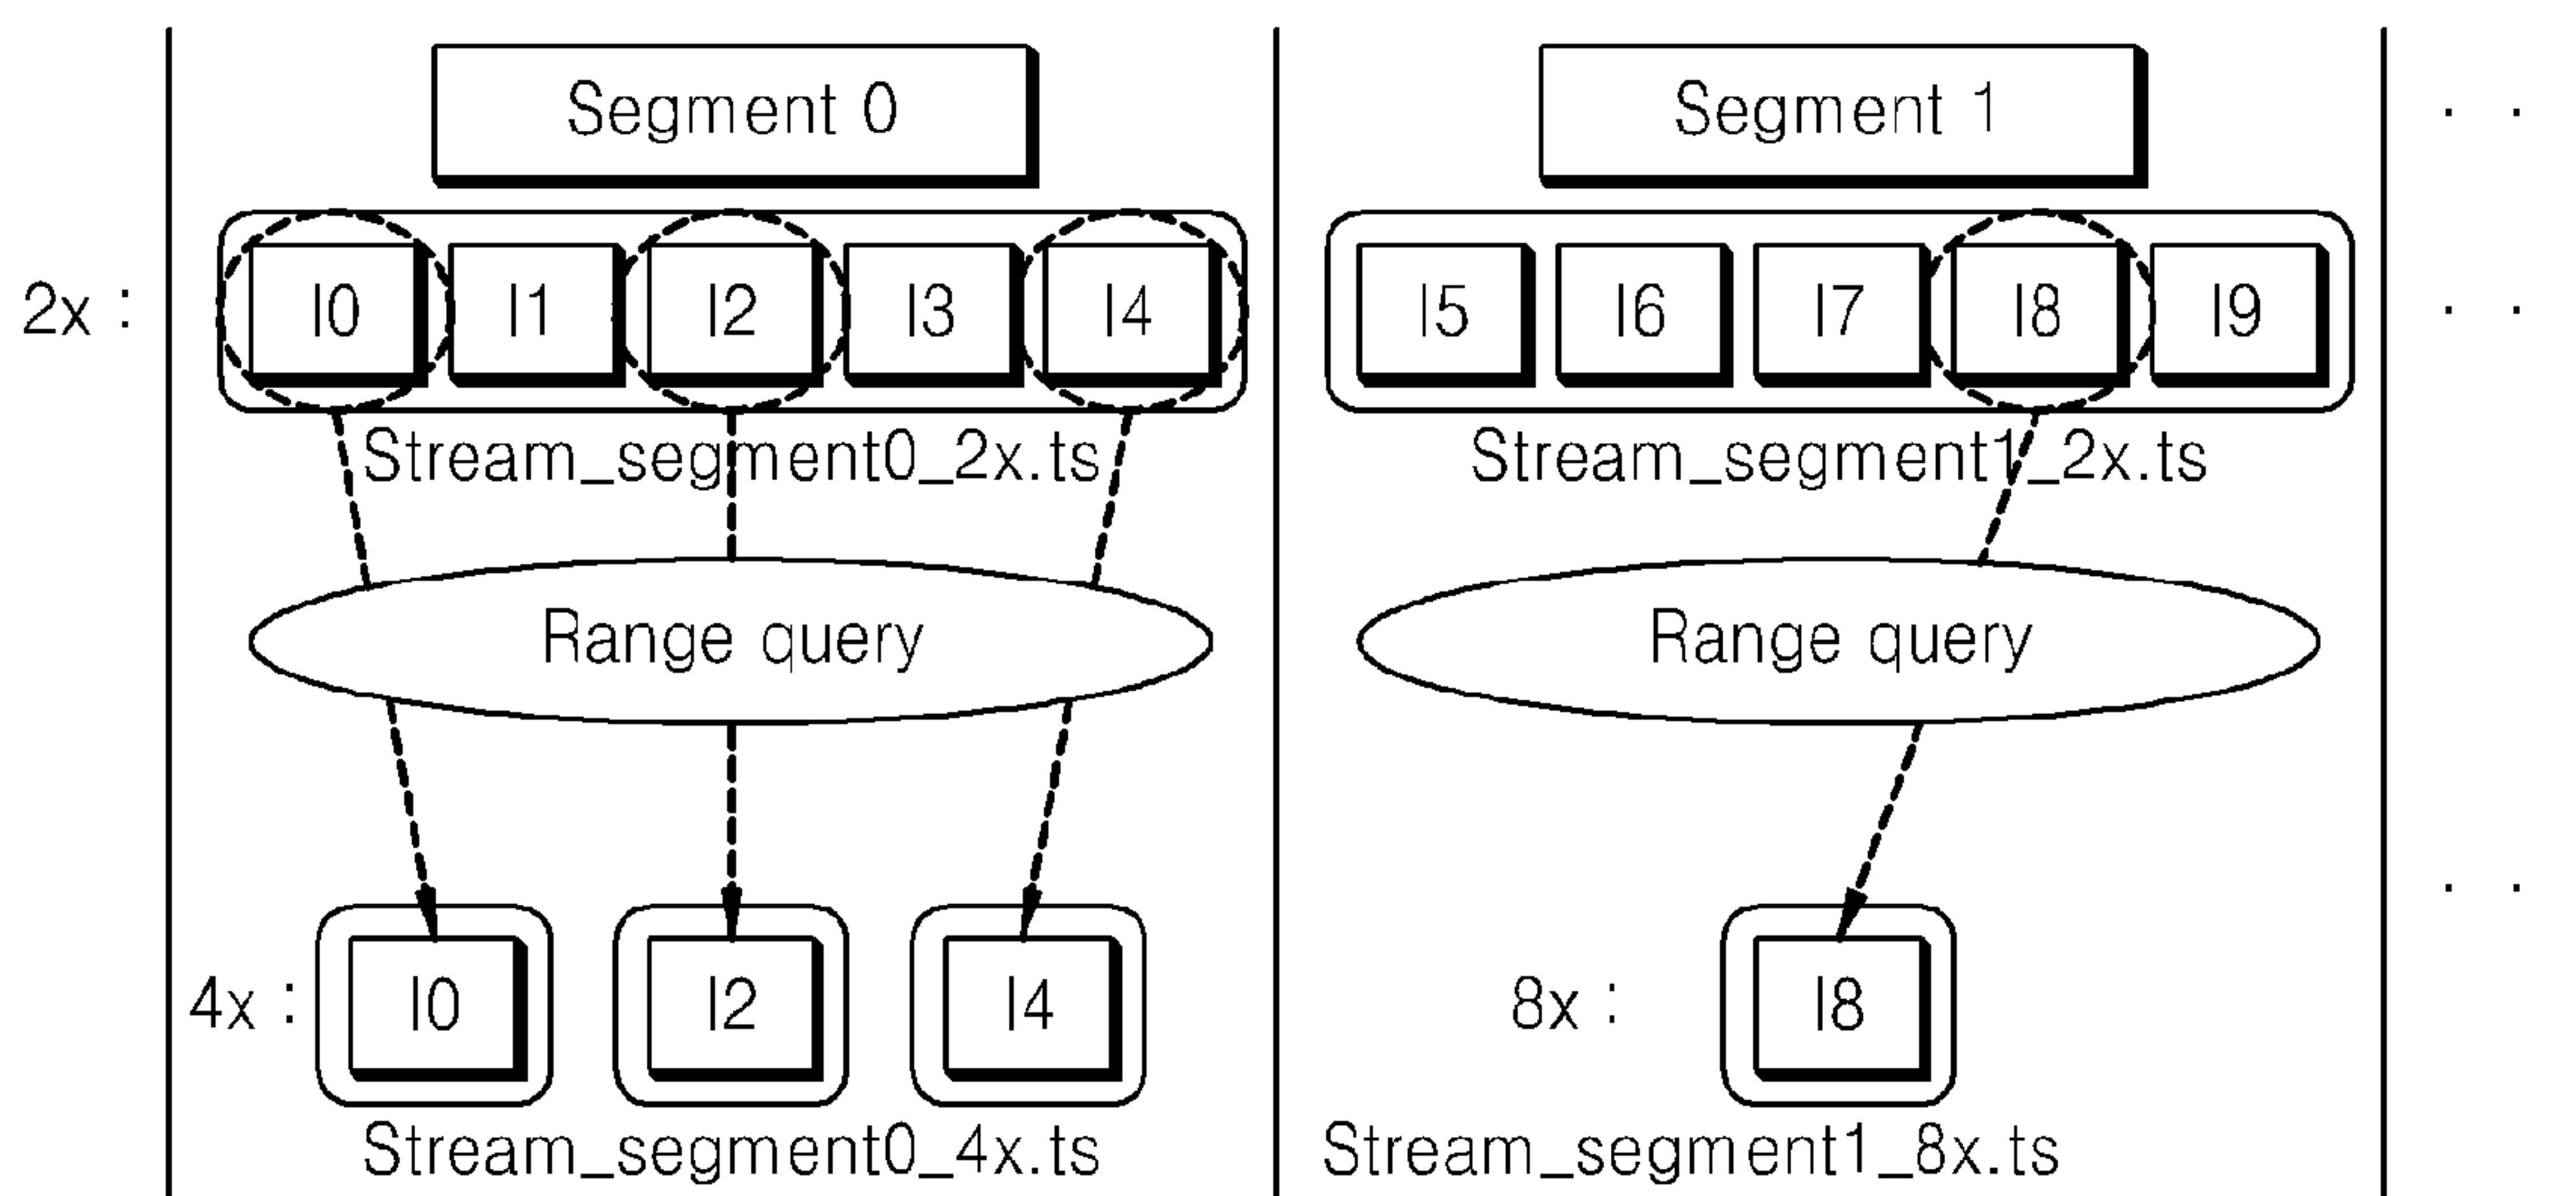 Segment 0
Segment 1
. .
2x :
I0 I1 I2 I3 I4
I5 I6 I7 I8 I9
. .
Stream_segment0_2x.ts
Stream_segment1_2x.ts
Range query
Range query
. .
4x :
I0 I2 I4
8x :
I8
Stream_segment0_4x.ts
Stream_segment1_8x.ts